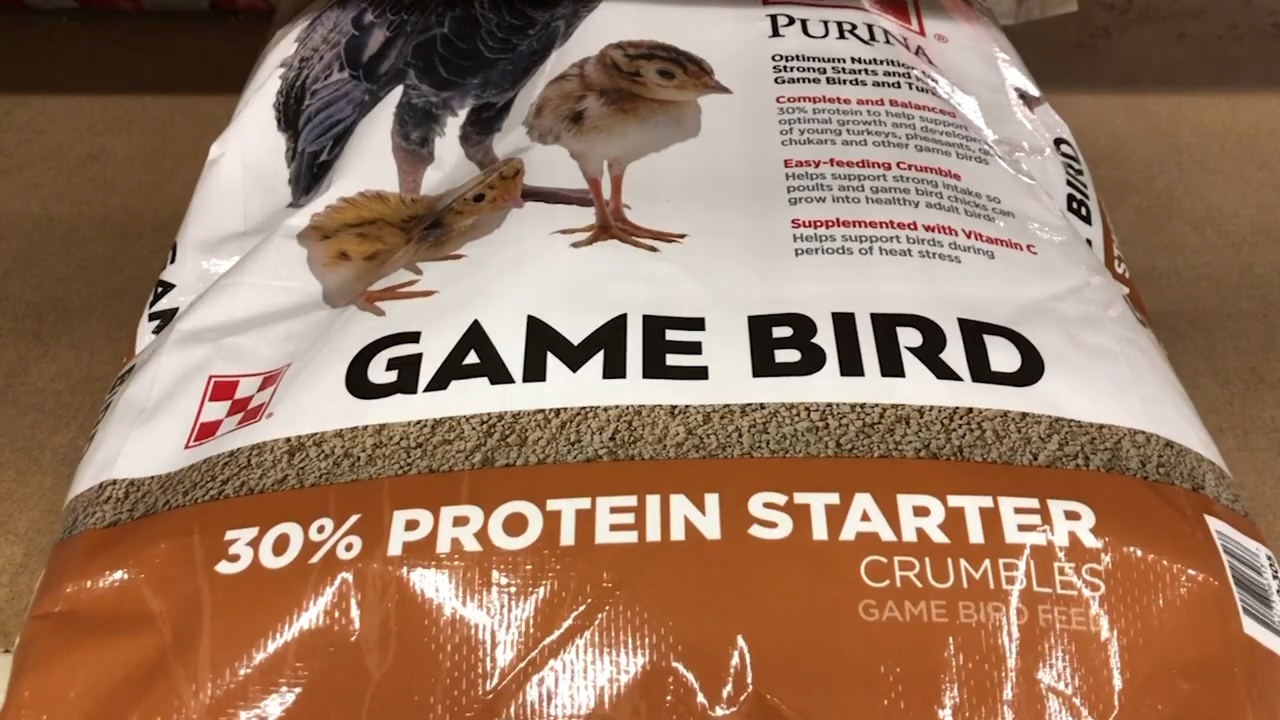 PURINA
Optimum Nutrition
Strong Starts and
Game Birds and
Complete and Balanced
30% protein to help support
optimal growth and
of young turkeys, pheasants,
chukars and other game birds
Easy-feeding Crumble
Helps support strong intake so
poults and game bird chicks can
grow into healthy adult birds
Supplemented with Vitamin C
Helps support birds during
periods of heat stress
BIRD
GAME BIRD
30% PROTEIN STARTER
CRUMBLES
GAME BIRD FEED